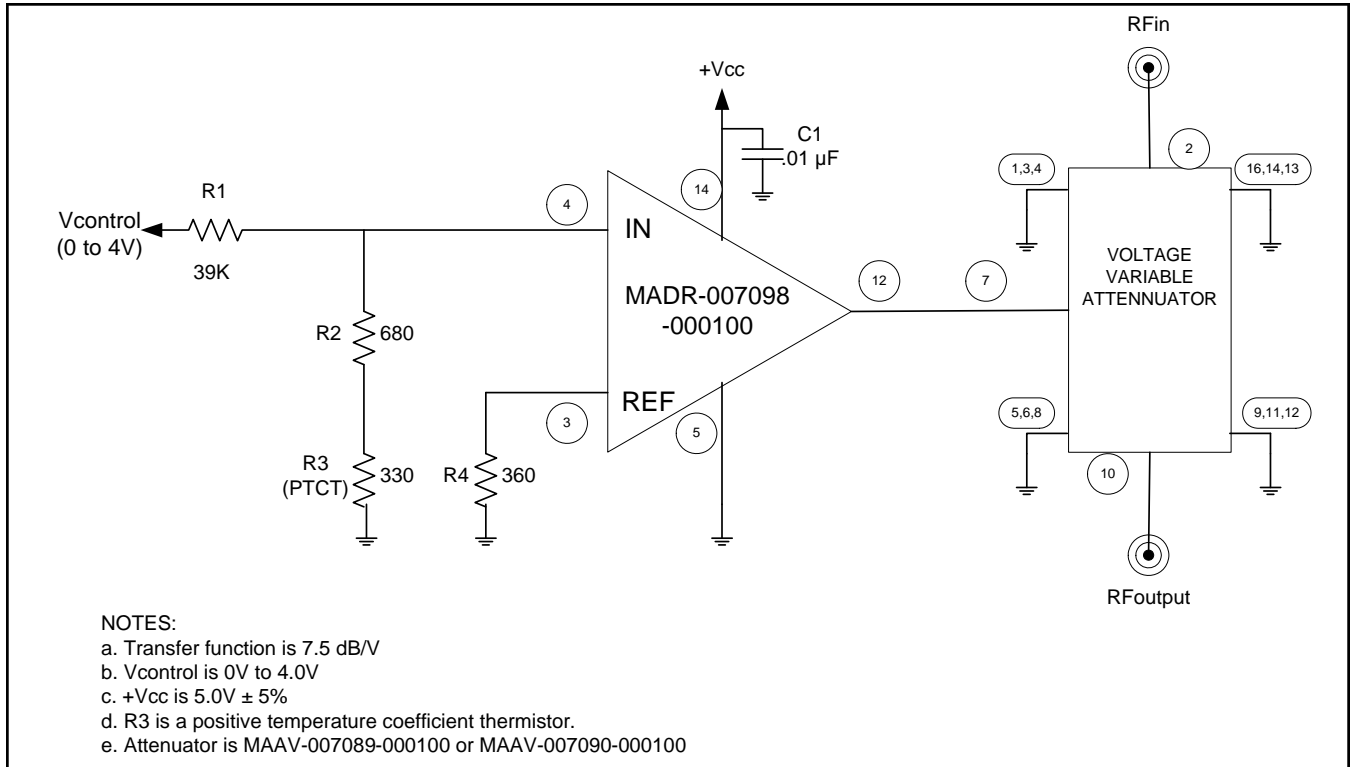 RFin
+Vcc
C1
.01 µF
2
1,3,4
16,14,13
14
R1
4
Vcontrol
(0 to 4V)
39K
IN
VOLTAGE
VARIABLE
ATTENNUATOR
MADR-007098
-000100
12
7
R2
680
REF
3
5
5,6,8
9,11,12
R3
(PTCT)
330
R4
360
10
RFoutput
NOTES:
a. Transfer function is 7.5 dB/V
b. Vcontrol is 0V to 4.0V
c. +Vcc is 5.0V ± 5%
d. R3 is a positive temperature coefficient thermistor.
e. Attenuator is MAAV-007089-000100 or MAAV-007090-000100